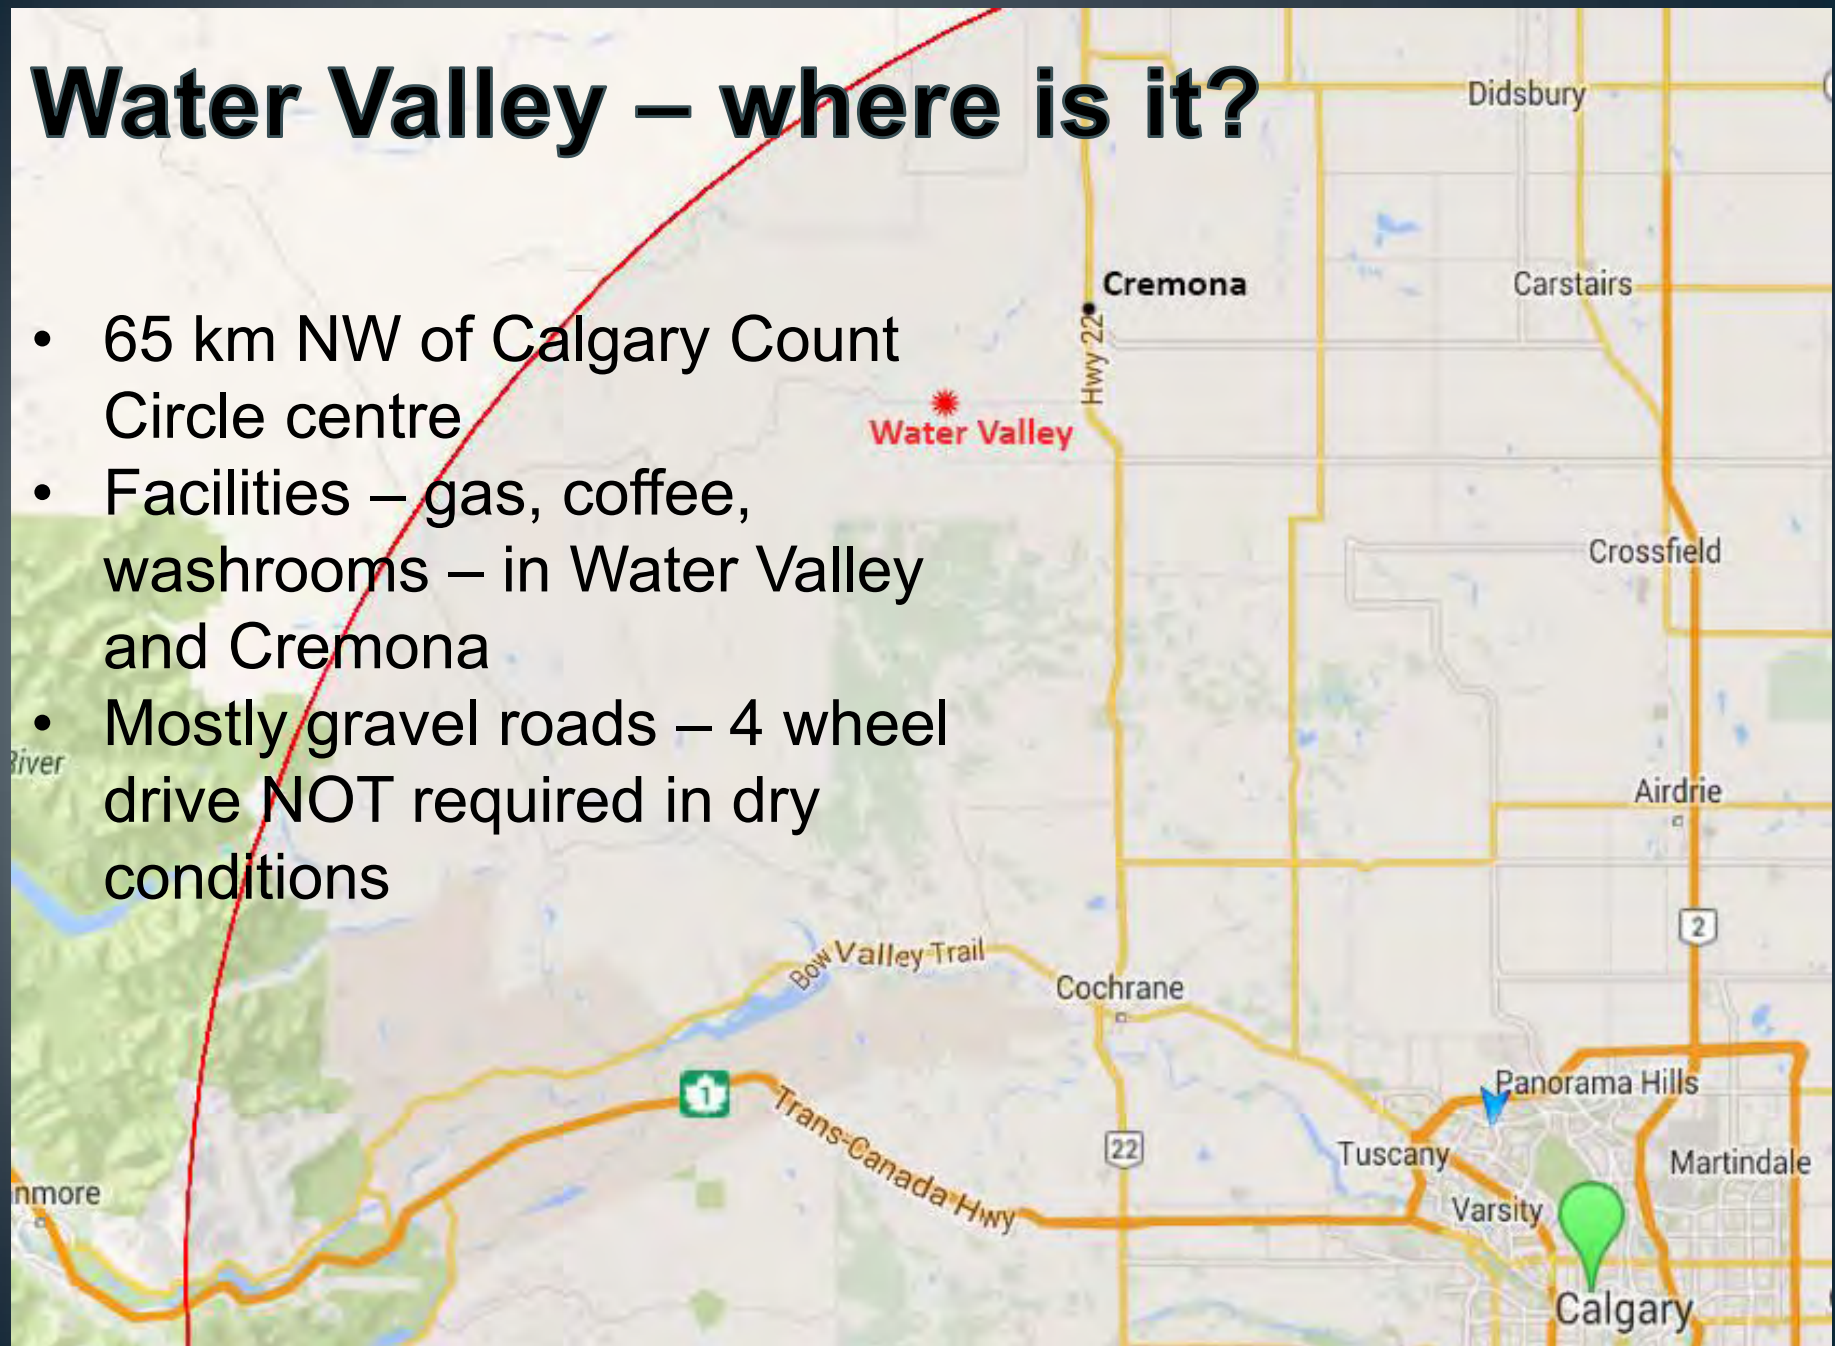 Water Valley – where is it?
• 65 km NW of Calgary Count
Circle centre
• Facilities – gas, coffee,
washrooms – in Water Valley
and Cremona
• Mostly gravel roads – 4 wheel
drive NOT required in dry
conditions
Didsbury
Cremona
Carstairs
Hwy 22
Water Valley
Crossfield
River
Airdrie
2
Bow Valley Trail
Cochrane
1
Trans-Canada Hwy
Panorama Hills
22
Tuscany
Martindale
nmore
Varsity
Calgary